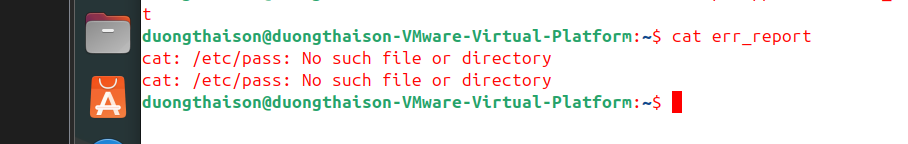 t
duongthaison@duongthaison-VMware-Virtual-Platform:~$ cat err_report
cat: /etc/pass: No such file or directory
cat: /etc/pass: No such file or directory
duongthaison@duongthaison-VMware-Virtual-Platform:~$